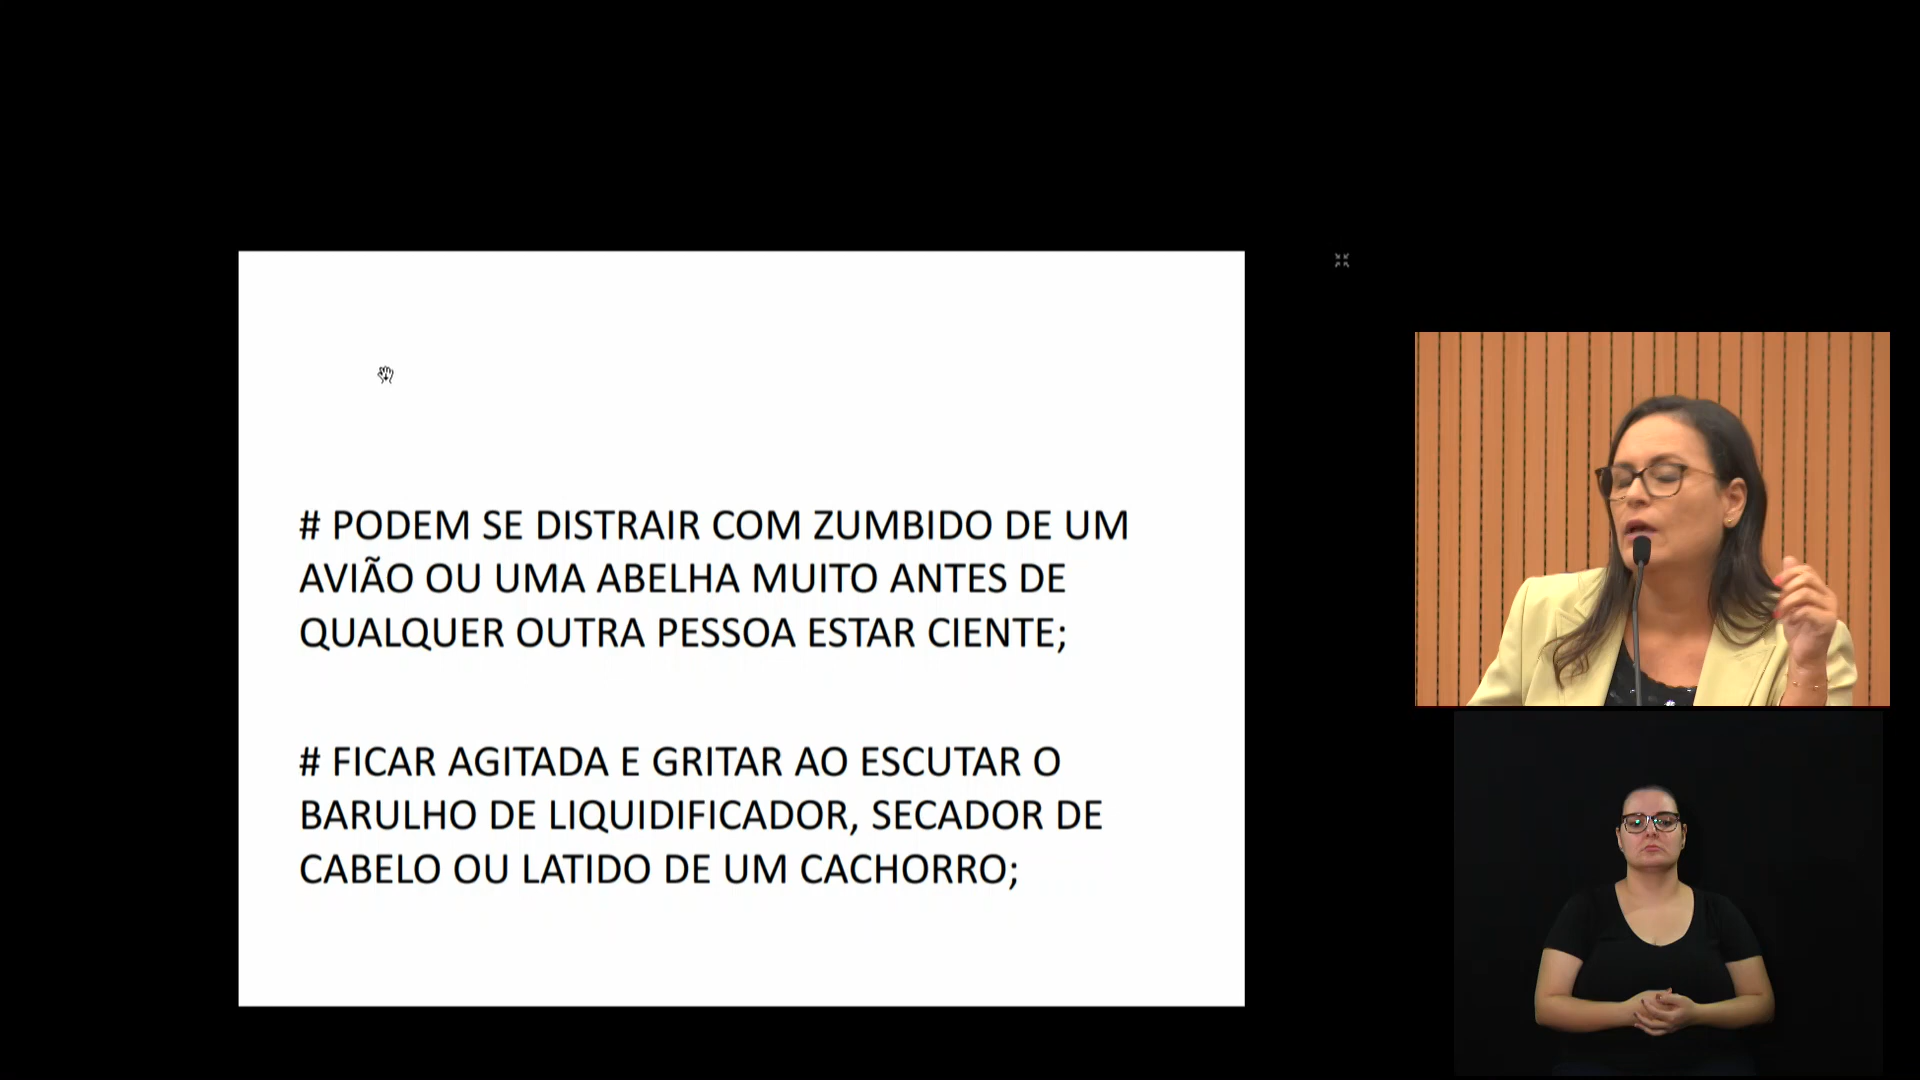 # PODEM SE DISTRAIR COM ZUMBIDO DE UM
AVIÃO OU UMA ABELHA MUITO ANTES DE
QUALQUER OUTRA PESSOA ESTAR CIENTE;
# FICAR AGITADA E GRITAR AO ESCUTAR O
BARULHO DE LIQUIDIFICADOR, SECADOR DE
CABELO OU LATIDO DE UM CACHORRO;